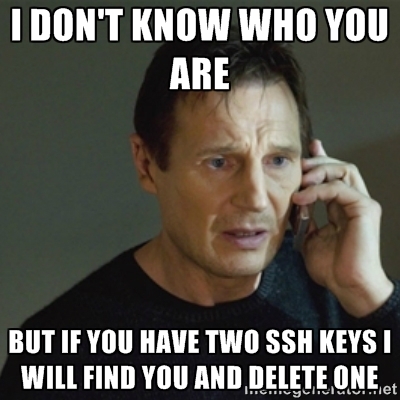 I DON'T KNOW WHO YOU
ARE
BUT IF YOU HAVE TWO SSH KEYS I
WILL FIND YOU AND DELETE ONE
memegenerator.net